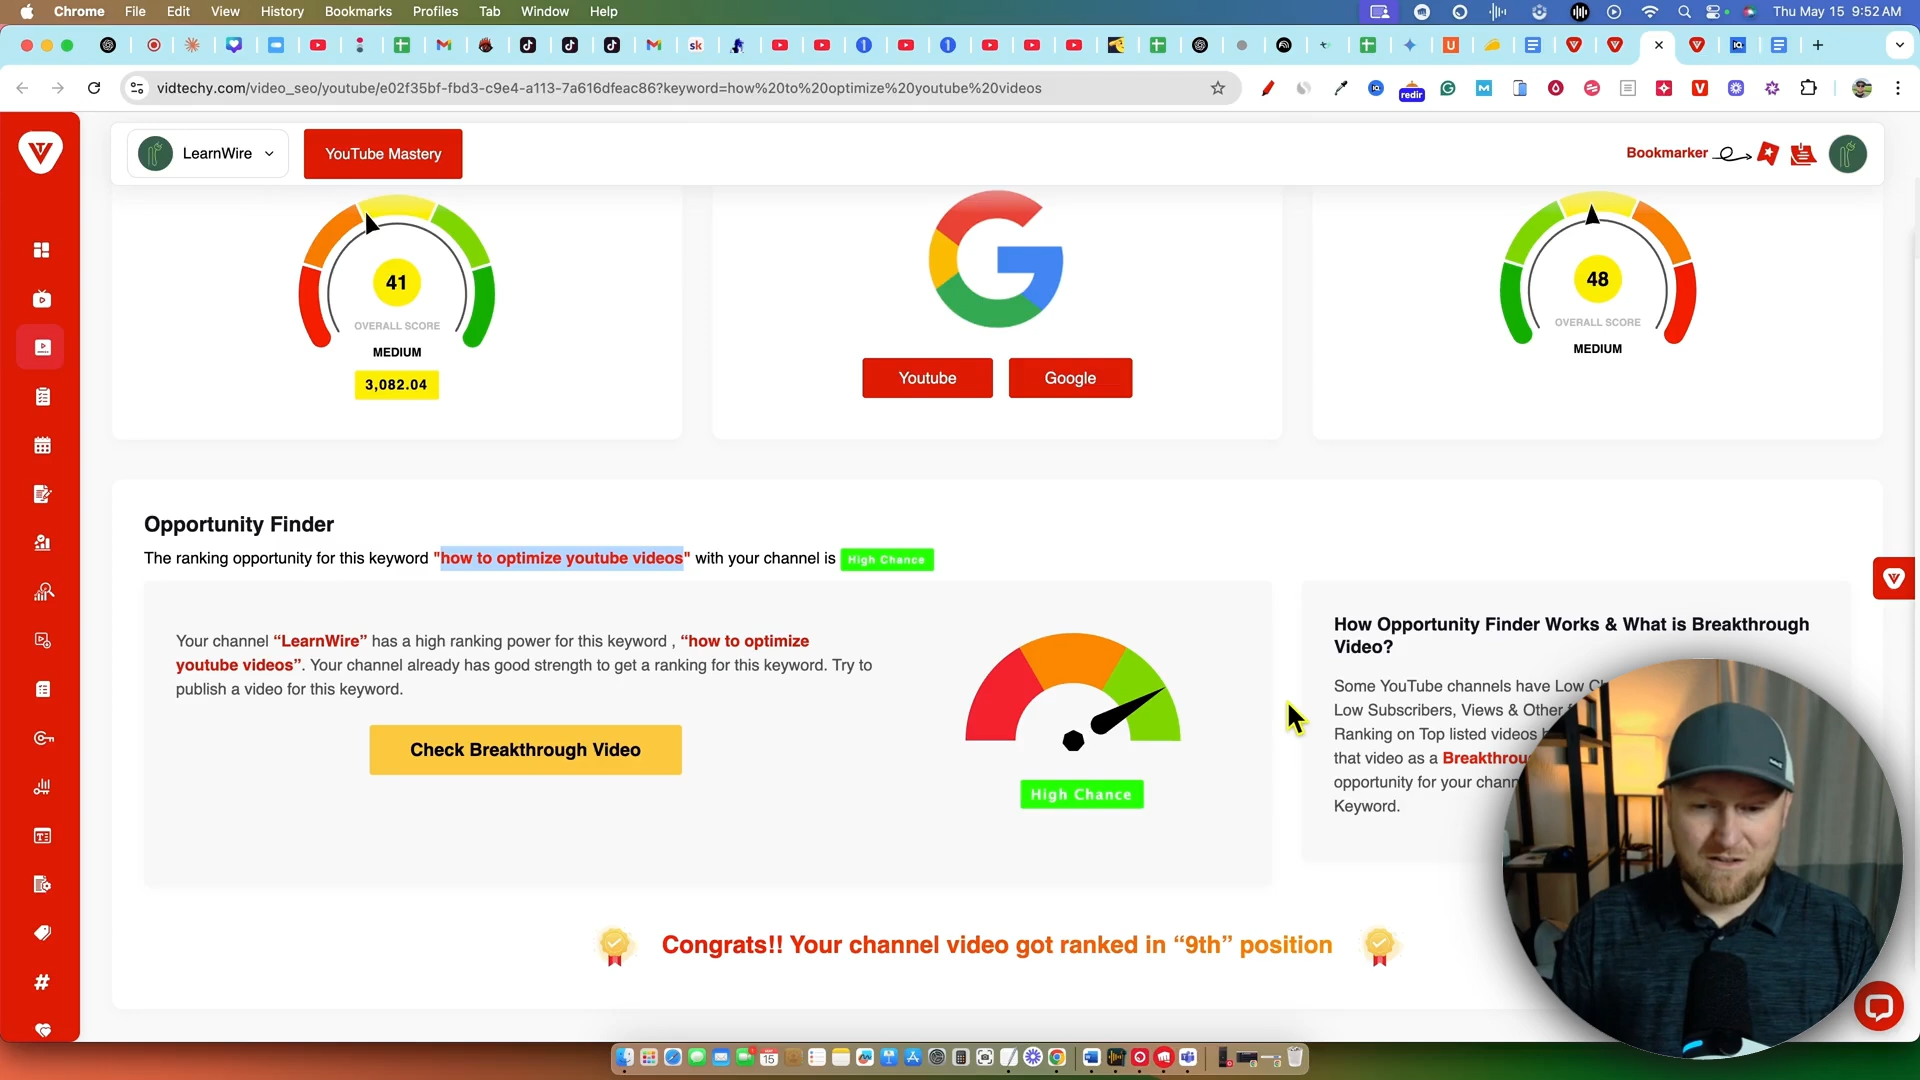 Chrome File Edit View History Bookmarks Profiles Tab Window Help Thu May 15 9:52 AM
vidtechy.com/video_seo/youtube/e02f35bf-fbd3-c9e4-a113-7a616dfeac86?keyword=how%20to%20optimize%20youtube%20videos
redir
LearnWire YouTube Mastery Bookmarker
41
OVERALL SCORE
MEDIUM
3,082.04
Youtube Google
48
OVERALL SCORE
MEDIUM
Opportunity Finder
The ranking opportunity for this keyword "how to optimize youtube videos" with your channel is High Chance
Your channel “LearnWire” has a high ranking power for this keyword , “how to optimize
youtube videos”. Your channel already has good strength to get a ranking for this keyword. Try to
publish a video for this keyword.
Check Breakthrough Video
High Chance
How Opportunity Finder Works & What is Breakthrough
Video?
Some YouTube channels have Low
Low Subscribers, Views & Other
Ranking on Top listed videos
that video as a
opportunity for your
Keyword.
Congrats!! Your channel video got ranked in “9th” position